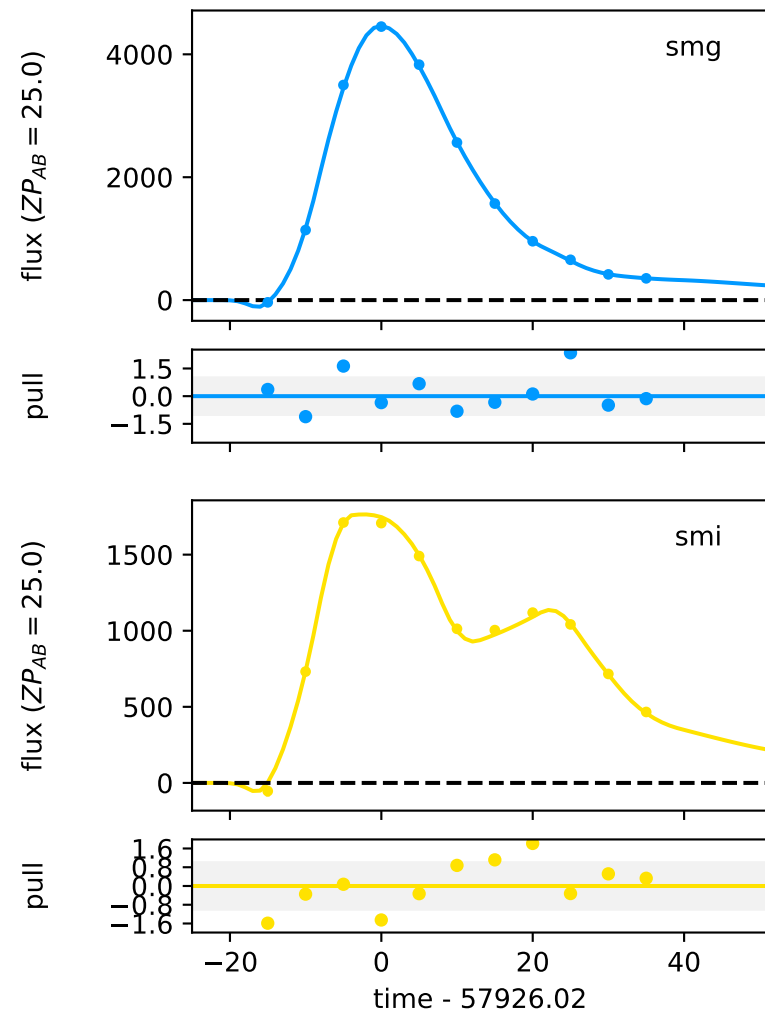 smg
flux (ZP_AB = 25.0)
4000
2000
0
pull
1.5
0.0
−1.5
smi
flux (ZP_AB = 25.0)
1500
1000
500
0
pull
1.6
0.8
0.0
−0.8
−1.6
−20 0 20 40
time - 57926.02